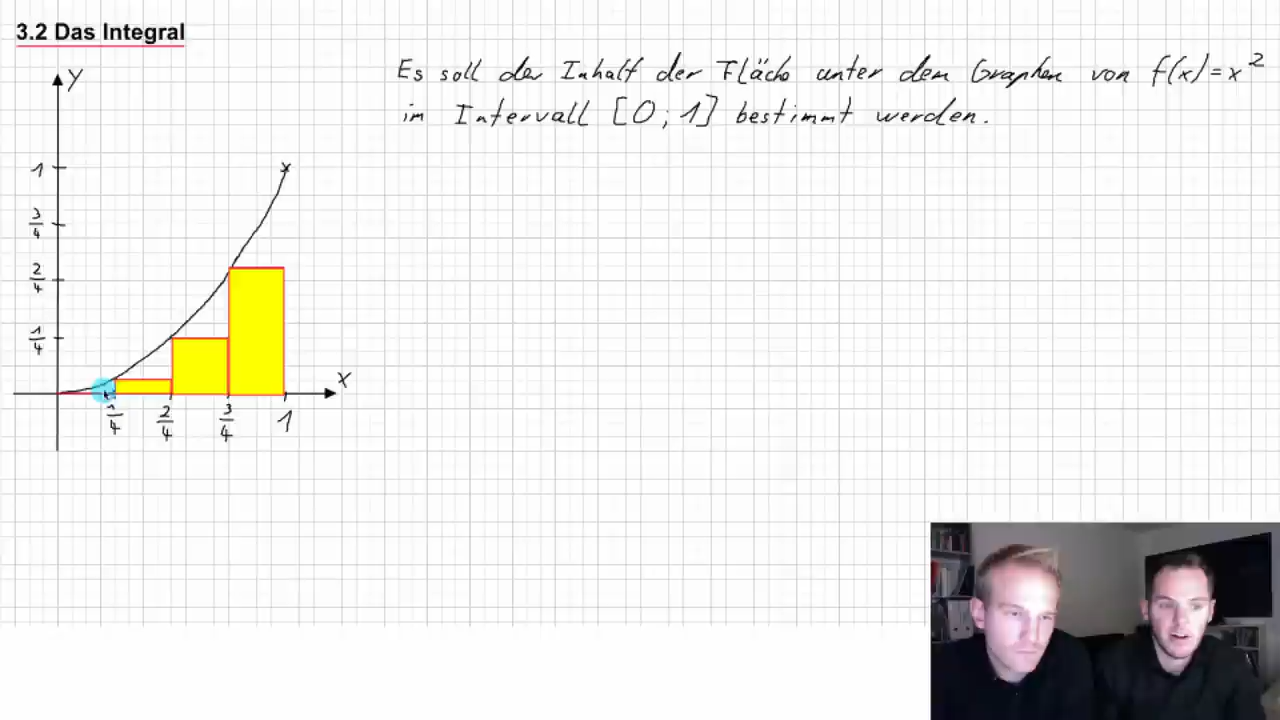 3.2 Das Integral
Es soll der Inhalt der Fläche unter dem Graphen von f(x)=x²
im Intervall [0;1] bestimmt werden.
y
1
3/4
2/4
1/4
x
1/4 2/4 3/4 1